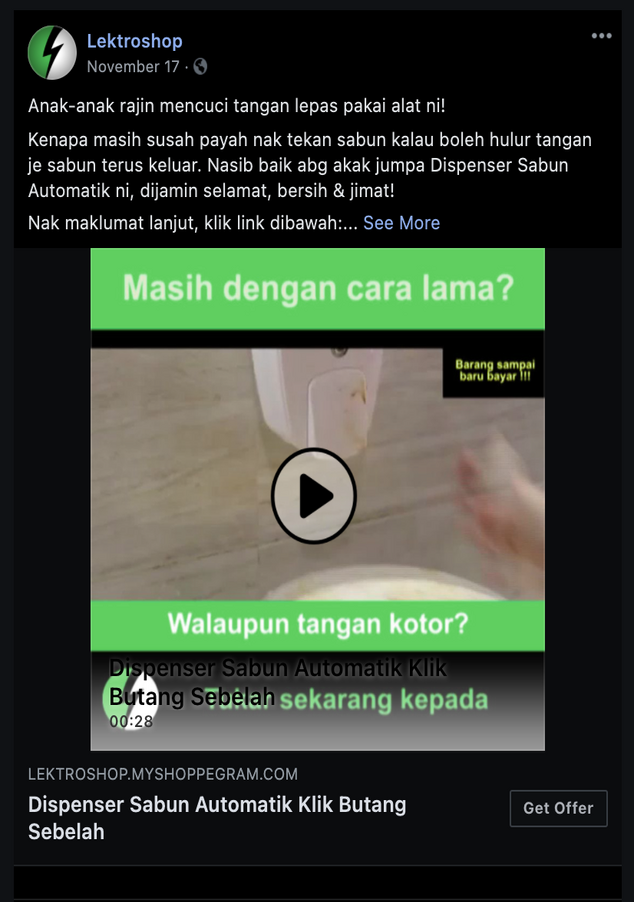 Lektroshop
November 17 ·
Anak-anak rajin mencuci tangan lepas pakai alat ni!
Kenapa masih susah payah nak tekan sabun kalau boleh hulur tangan
je sabun terus keluar. Nasib baik abg akak jumpa Dispenser Sabun
Automatik ni, dijamin selamat, bersih & jimat!
Nak maklumat lanjut, klik link dibawah:... See More
Masih dengan cara lama?
Barang sampai
baru bayar !!!
Walaupun tangan kotor?
Dispenser Sabun Automatik Klik
Butang Sebelah
sekarang kepada
00:28
LEKTROSHOP.MYSHOPPEGRAM.COM
Dispenser Sabun Automatik Klik Butang
Sebelah
Get Offer